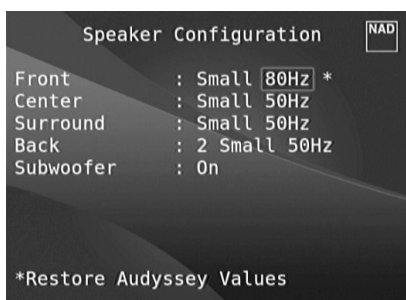 Speaker Configuration
NAD
Front : Small 80Hz *
Center : Small 50Hz
Surround : Small 50Hz
Back : 2 Small 50Hz
Subwoofer : On
*Restore Audyssey Values